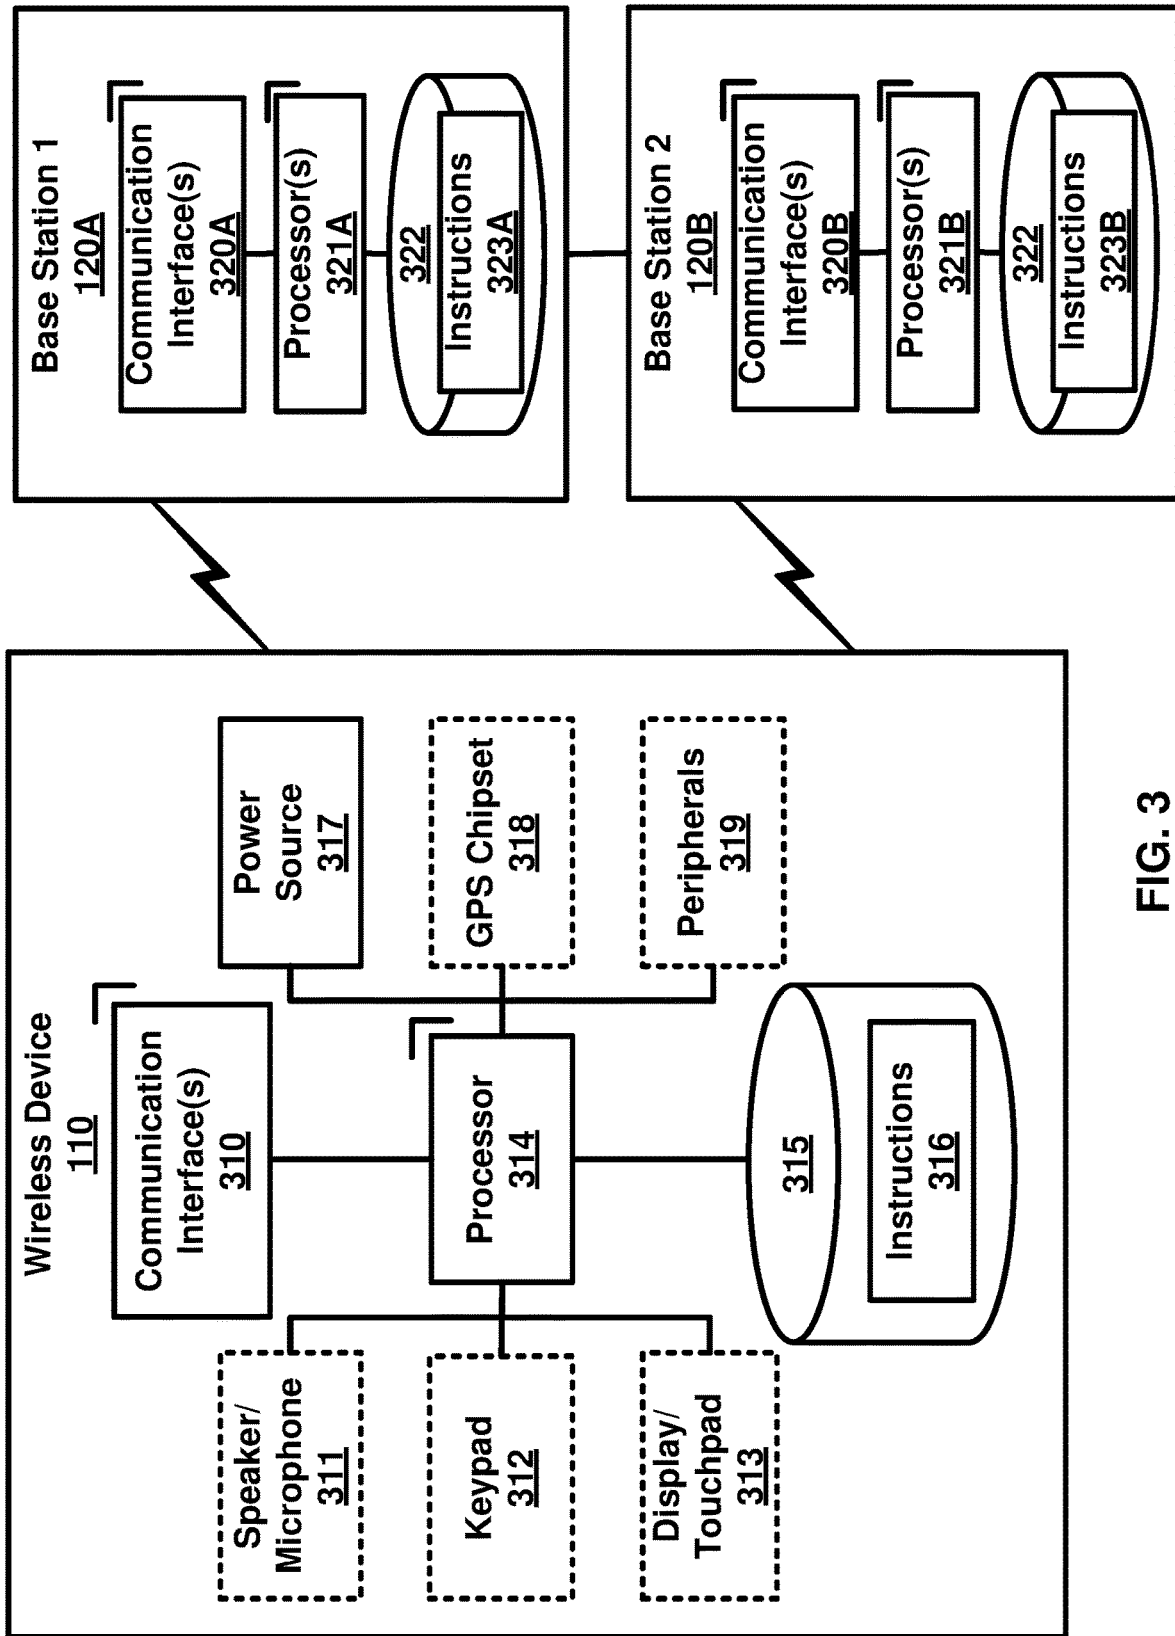 Wireless Device
110
Communication
Interface(s)
310
Speaker/
Microphone
311
Keypad
312
Display/
Touchpad
313
Processor
314
Power
Source
317
GPS Chipset
318
Peripherals
319
315
Instructions
316
Base Station 1
120A
Communication
Interface(s)
320A
Processor(s)
321A
322
Instructions
323A
Base Station 2
120B
Communication
Interface(s)
320B
Processor(s)
321B
322
Instructions
323B
FIG. 3